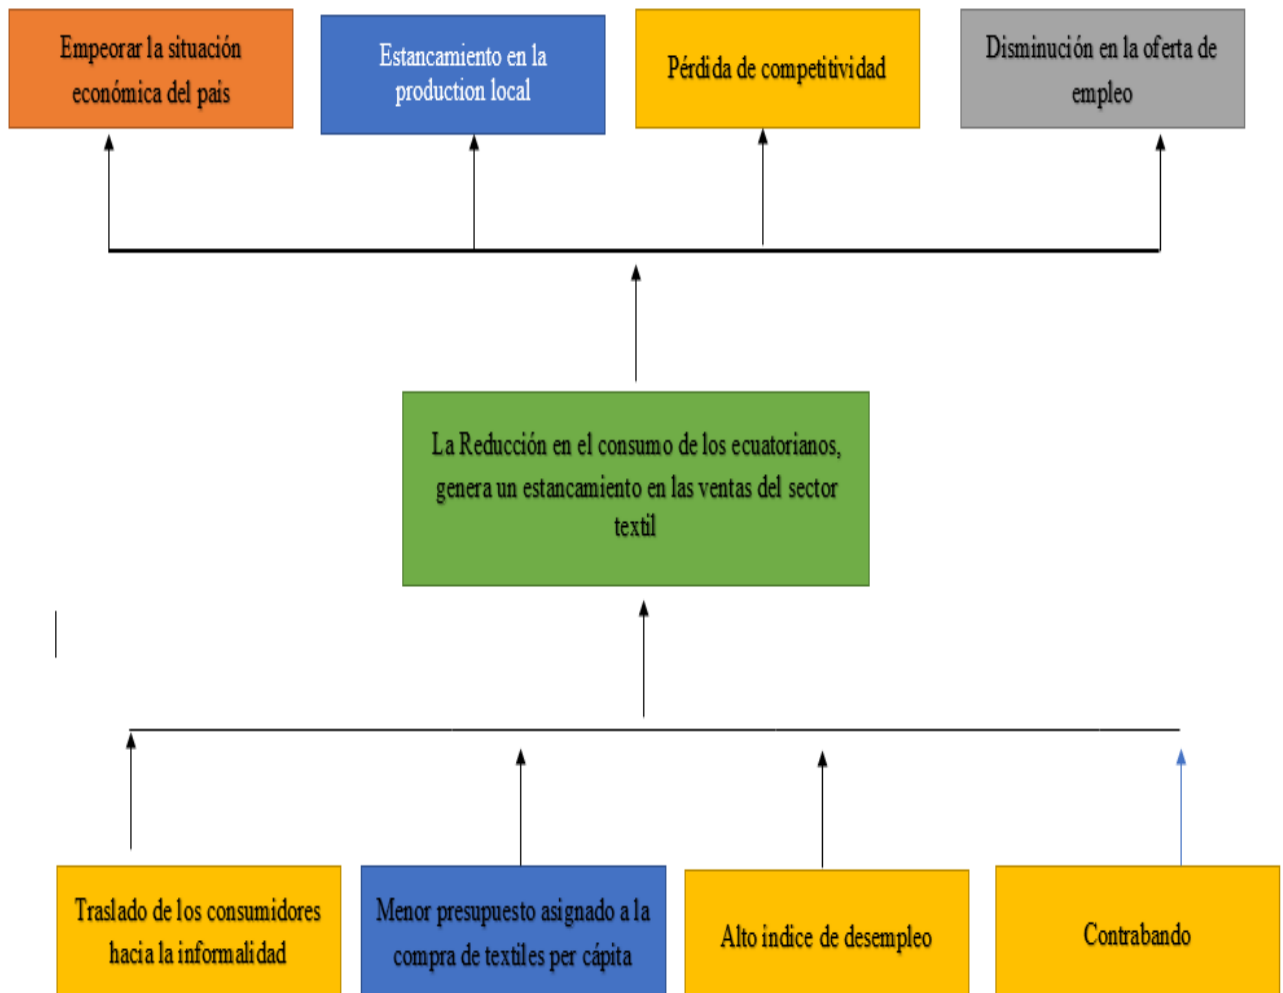 Empeorar la situación
económica del pais
Estancamiento en la
production local
Pérdida de competitividad
Disminución en la oferta de
empleo
La Reducción en el consumo de los ecuatorianos,
genera un estancamiento en las ventas del sector
textil
Traslado de los consumidores
hacia la informalidad
Menor presupuesto asignado a la
compra de textiles per cápita
Alto indice de desempleo
Contrabando